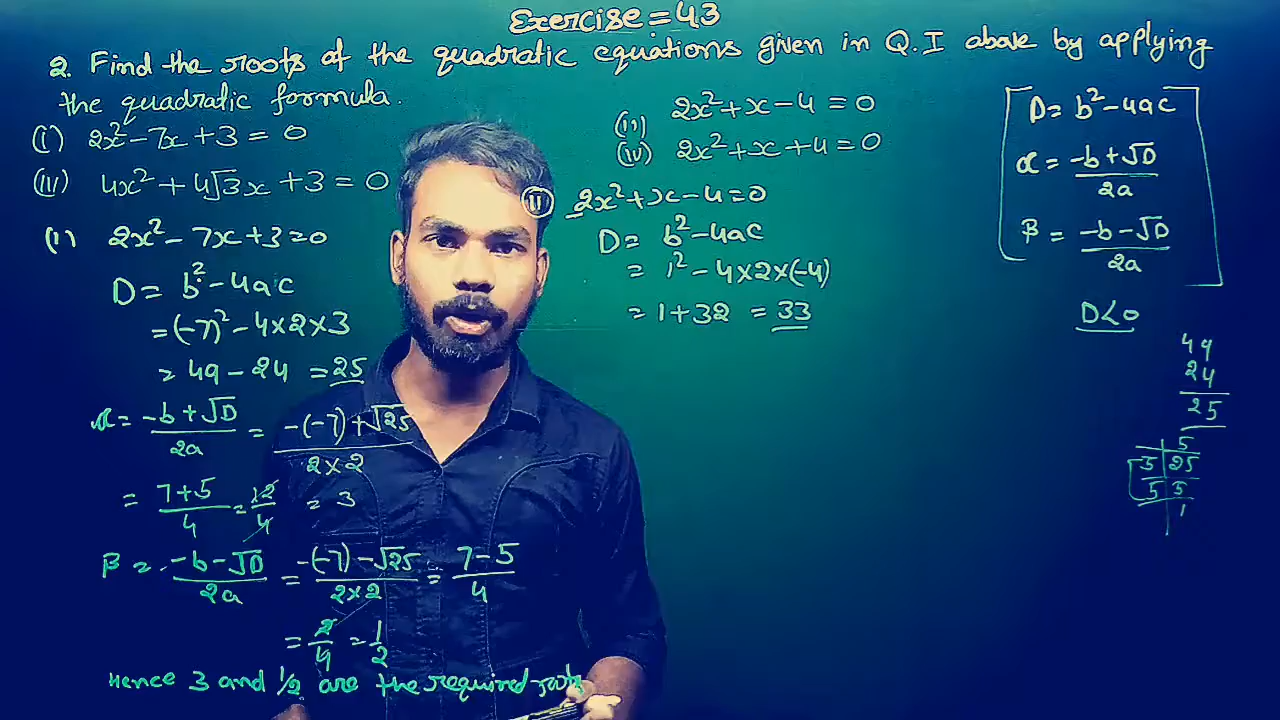 Exercise = 43
2. Find the roots of the quadratic equations given in Q.I above by applying
the quadratic formula.
(I) 2x² - 7x + 3 = 0
(II) 2x² + x - 4 = 0
(III) 4x² + 4√3x + 3 = 0
(IV) 2x² + x + 4 = 0
(I) 2x² - 7x + 3 = 0
D = b² - 4ac
= (-7)² - 4×2×3
= 49 - 24 = 25
α = -b + √D / 2a = -(-7) + √25 / 2×2
= 7+5 / 4 = 12/4 = 3
β = -b - √D / 2a = -(-7) - √25 / 2×2 = 7-5 / 4
= 2/4 = 1/2
Hence 3 and 1/2 are the required roots
II 2x² + x - 4 = 0
D = b² - 4ac
= 1² - 4×2×(-4)
= 1 + 32 = 33
D = b² - 4ac
α = -b + √D / 2a
β = -b - √D / 2a
D < 0
49
24
25
5
5 25
5 5
1